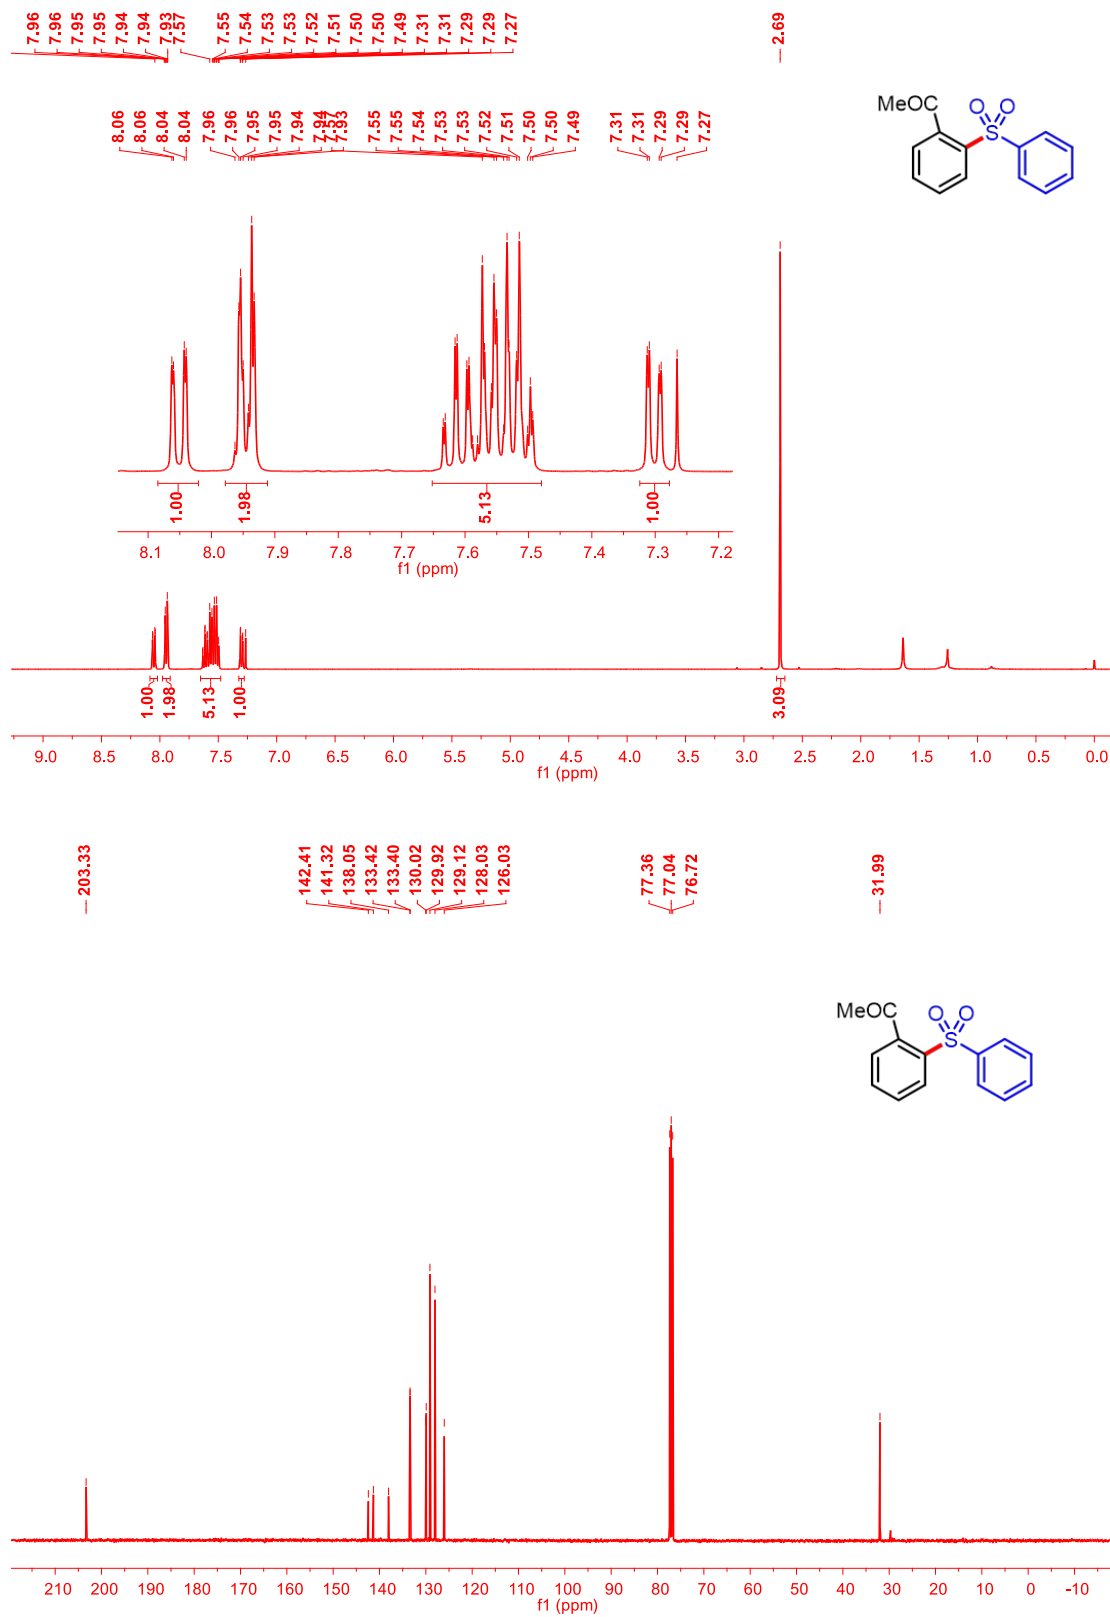 7.96 7.96 7.95 7.95 7.94 7.94 7.93 7.57 7.55 7.54 7.53 7.53 7.52 7.51 7.50 7.50 7.49 7.31 7.31 7.29 7.29 7.27 2.69
8.06 8.06 8.04 8.04 7.96 7.96 7.95 7.95 7.94 7.94 7.57 7.93 7.55 7.55 7.54 7.53 7.53 7.52 7.51 7.50 7.50 7.49 7.31 7.31 7.29 7.29 7.27
MeOC O O
S
1.00 1.98 5.13 1.00
8.1 8.0 7.9 7.8 7.7 7.6 7.5 7.4 7.3 7.2
f1 (ppm)
1.00 1.98 5.13 1.00 3.09
9.0 8.5 8.0 7.5 7.0 6.5 6.0 5.5 5.0 4.5 4.0 3.5 3.0 2.5 2.0 1.5 1.0 0.5 0.0
f1 (ppm)
203.33 142.41 141.32 138.05 133.42 133.40 130.02 129.92 129.12 128.03 126.03 77.36 77.04 76.72 31.99
MeOC O O
S
210 200 190 180 170 160 150 140 130 120 110 100 90 80 70 60 50 40 30 20 10 0 -10
f1 (ppm)